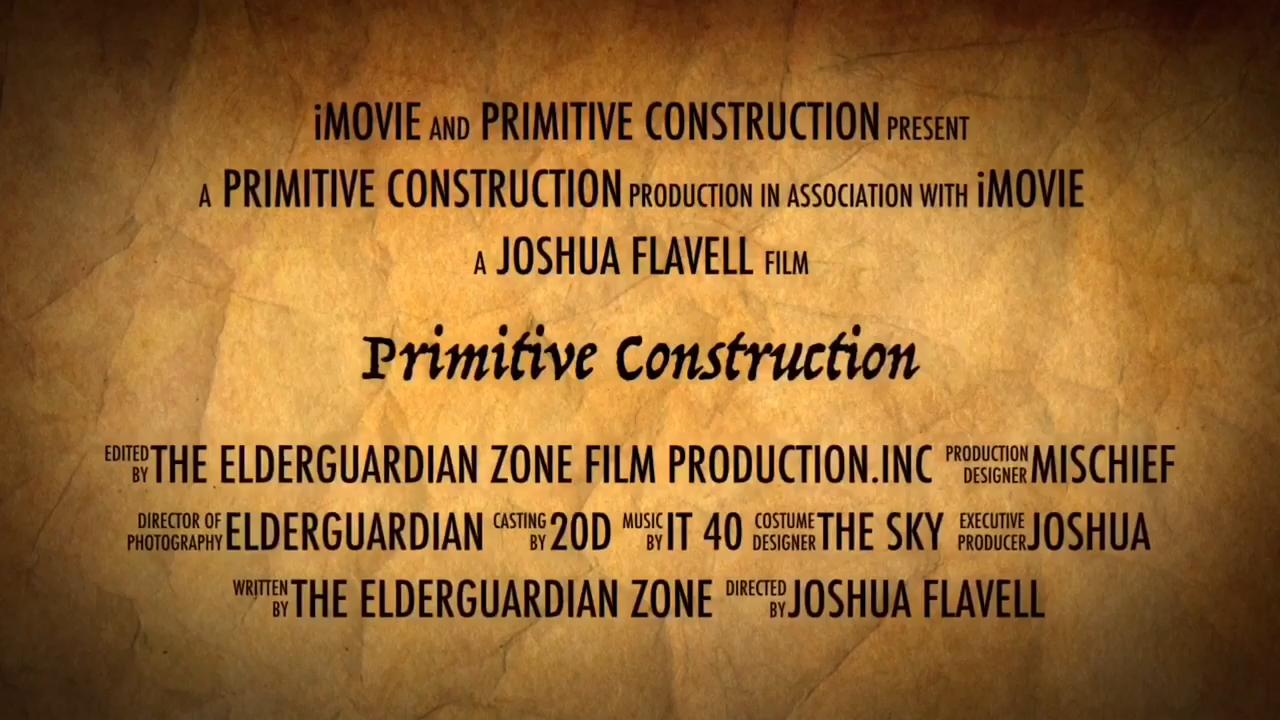 iMOVIE AND PRIMITIVE CONSTRUCTION PRESENT
A PRIMITIVE CONSTRUCTION PRODUCTION IN ASSOCIATION WITH iMOVIE
A JOSHUA FLAVELL FILM
Primitive Construction
EDITED BY THE ELDERGUARDIAN ZONE FILM PRODUCTION.INC PRODUCTION DESIGNER MISCHIEF
DIRECTOR OF PHOTOGRAPHY ELDERGUARDIAN CASTING BY 20D MUSIC BY IT 40 COSTUME DESIGNER THE SKY EXECUTIVE PRODUCER JOSHUA
WRITTEN BY THE ELDERGUARDIAN ZONE DIRECTED BY JOSHUA FLAVELL